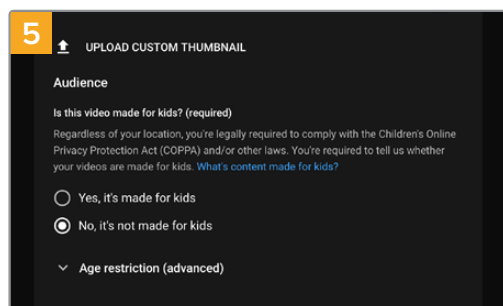 5
UPLOAD CUSTOM THUMBNAIL
Audience
Is this video made for kids? (required)
Regardless of your location, you're legally required to comply with the Children's Online
Privacy Protection Act (COPPA) and/or other laws. You're required to tell us whether
your videos are made for kids. What's content made for kids?
Yes, it's made for kids
No, it's not made for kids
Age restriction (advanced)